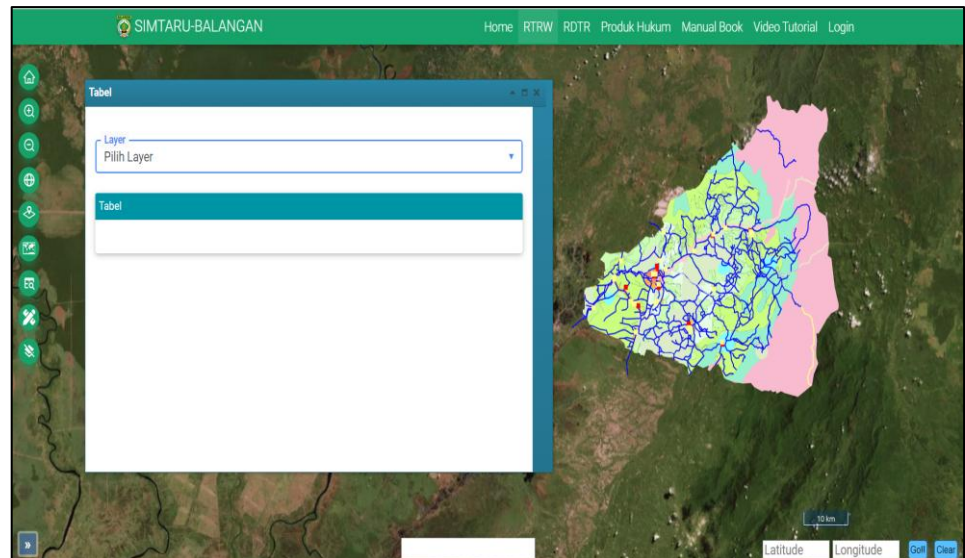 SIMTARU-BALANGAN
Home RTRW RDTR Produk Hukum Manual Book Video Tutorial Login
Tabel
Layer
Pilih Layer
Tabel
10 km
Latitude Longitude Go!! Clear